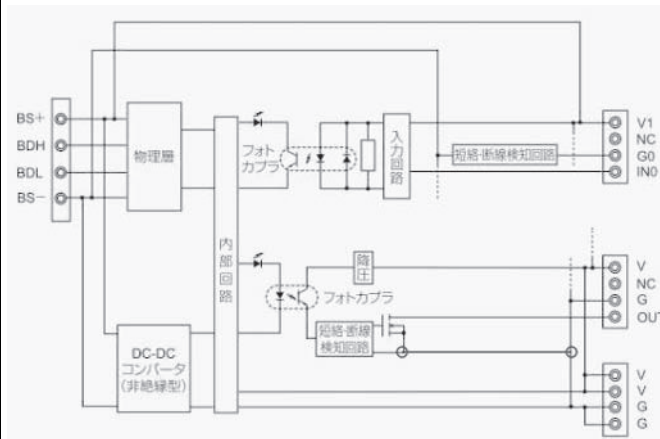 BS+
BDH
BDL
BS−
物理層
フォト
カプラ
入力回路
短絡・断線検知回路
V1
NC
G0
IN0
内部回路
降圧
フォトカプラ
短絡・断線
検知回路
V
NC
G
OUT
DC-DC
コンバータ
(非絶縁型)
V
V
G
G